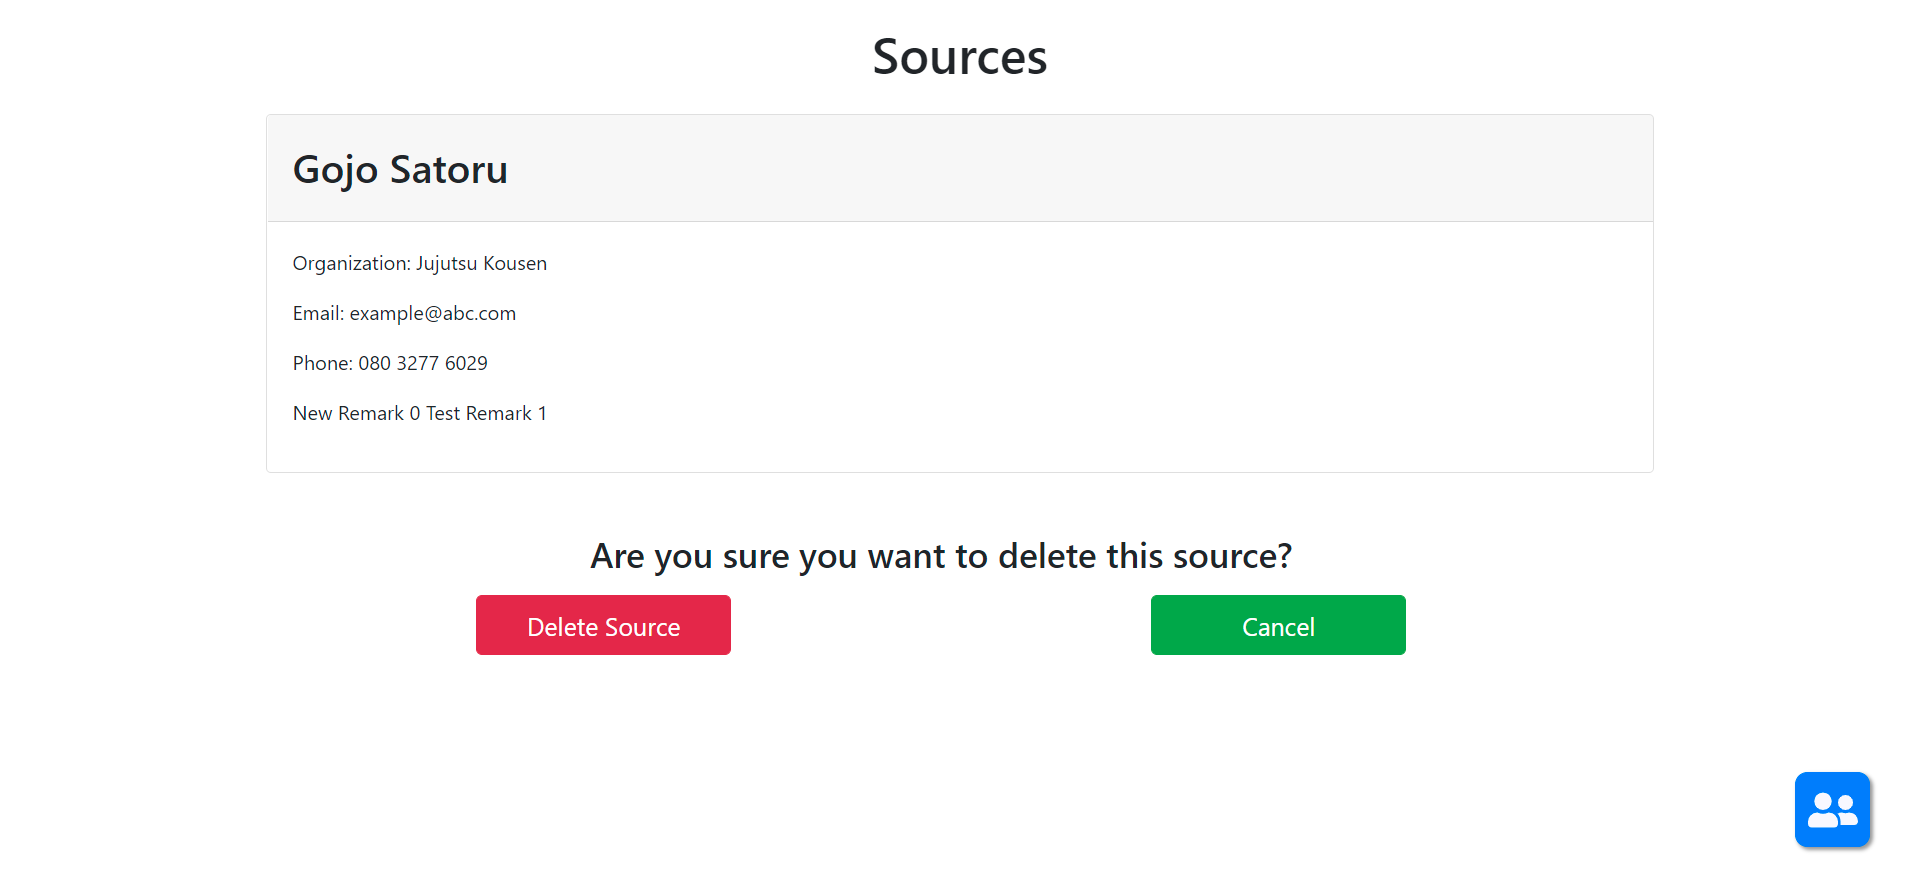 Sources
Gojo Satoru
Organization: Jujutsu Kousen
Email: example@abc.com
Phone: 080 3277 6029
New Remark 0 Test Remark 1
Are you sure you want to delete this source?
Delete Source
Cancel